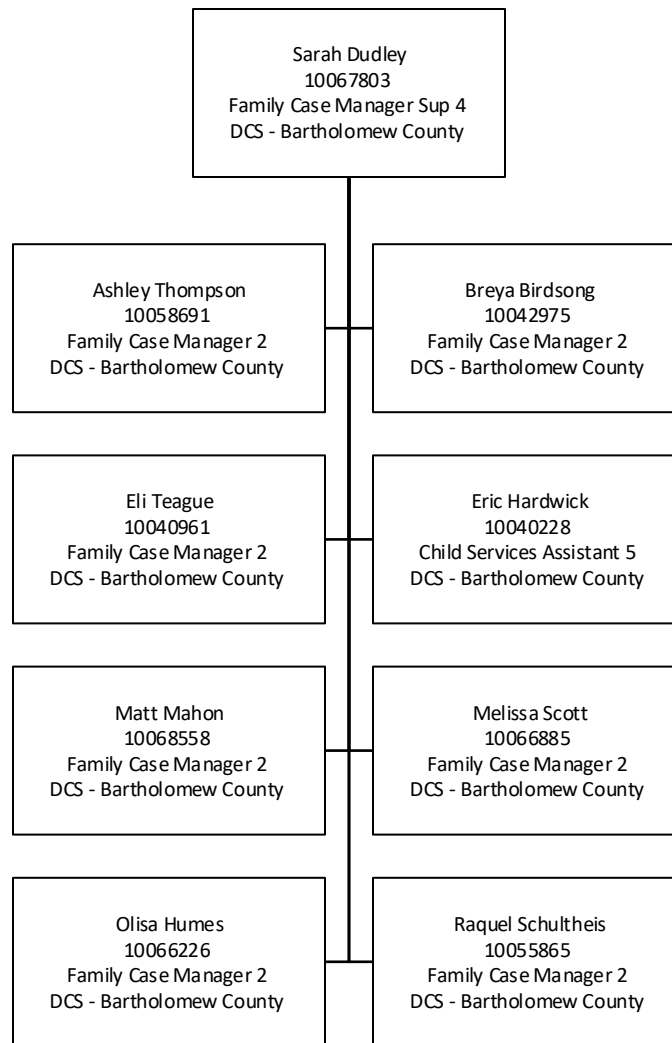 Sarah Dudley
10067803
Family Case Manager Sup 4
DCS - Bartholomew County
Ashley Thompson
10058691
Family Case Manager 2
DCS - Bartholomew County
Breya Birdsong
10042975
Family Case Manager 2
DCS - Bartholomew County
Eli Teague
10040961
Family Case Manager 2
DCS - Bartholomew County
Eric Hardwick
10040228
Child Services Assistant 5
DCS - Bartholomew County
Matt Mahon
10068558
Family Case Manager 2
DCS - Bartholomew County
Melissa Scott
10066885
Family Case Manager 2
DCS - Bartholomew County
Olisa Humes
10066226
Family Case Manager 2
DCS - Bartholomew County
Raquel Schultheis
10055865
Family Case Manager 2
DCS - Bartholomew County